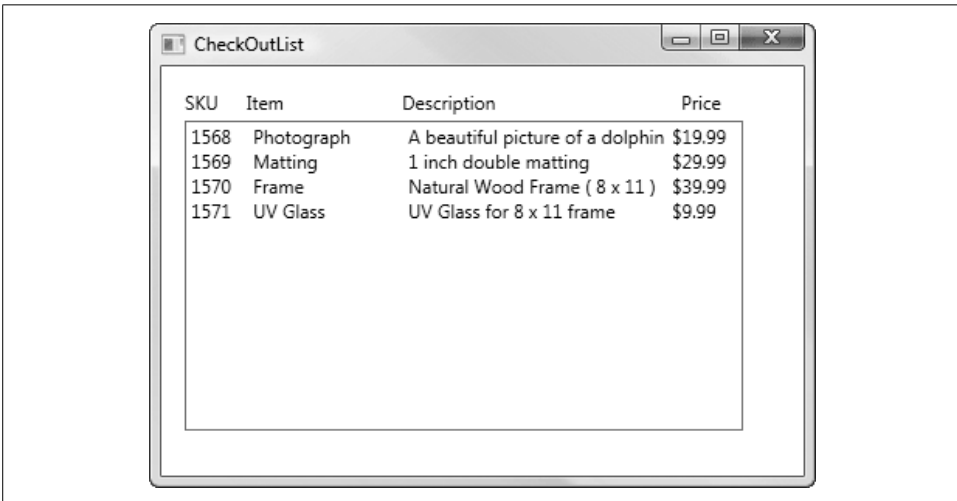 CheckOutList
SKU Item Description Price
1568 Photograph A beautiful picture of a dolphin $19.99
1569 Matting 1 inch double matting $29.99
1570 Frame Natural Wood Frame ( 8 x 11 ) $39.99
1571 UV Glass UV Glass for 8 x 11 frame $9.99